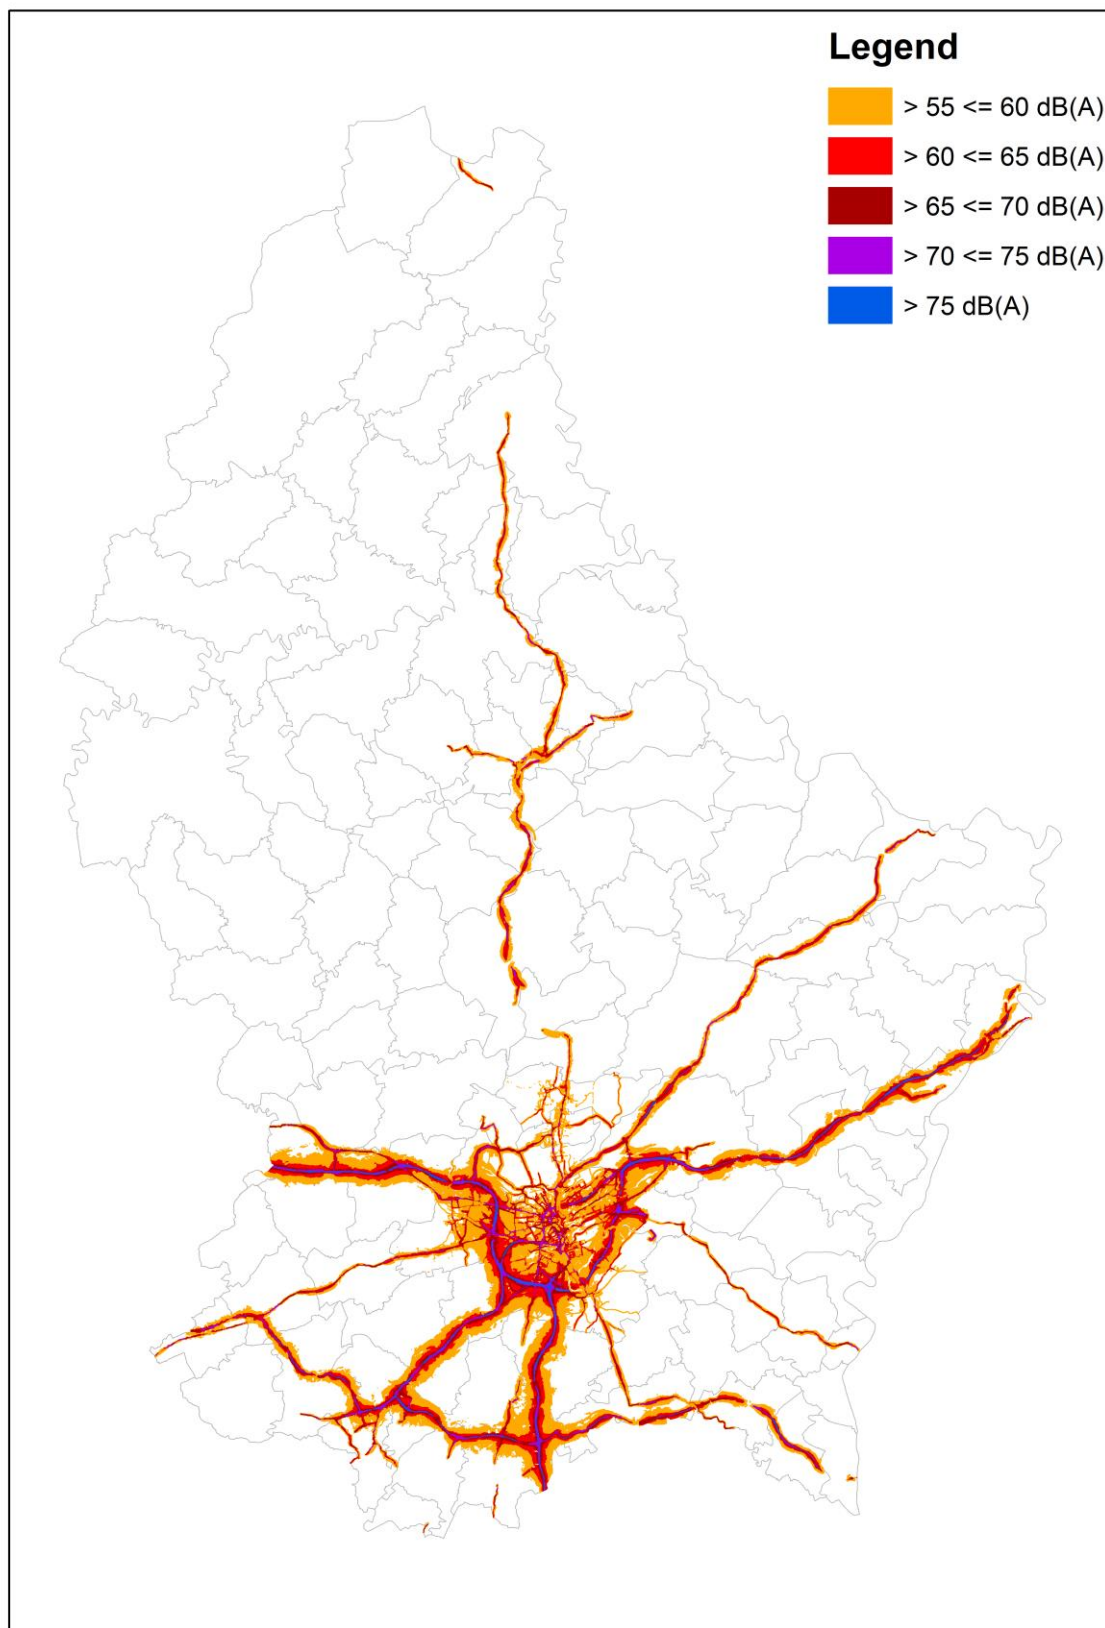 Legend
> 55 <= 60 dB(A)
> 60 <= 65 dB(A)
> 65 <= 70 dB(A)
> 70 <= 75 dB(A)
> 75 dB(A)